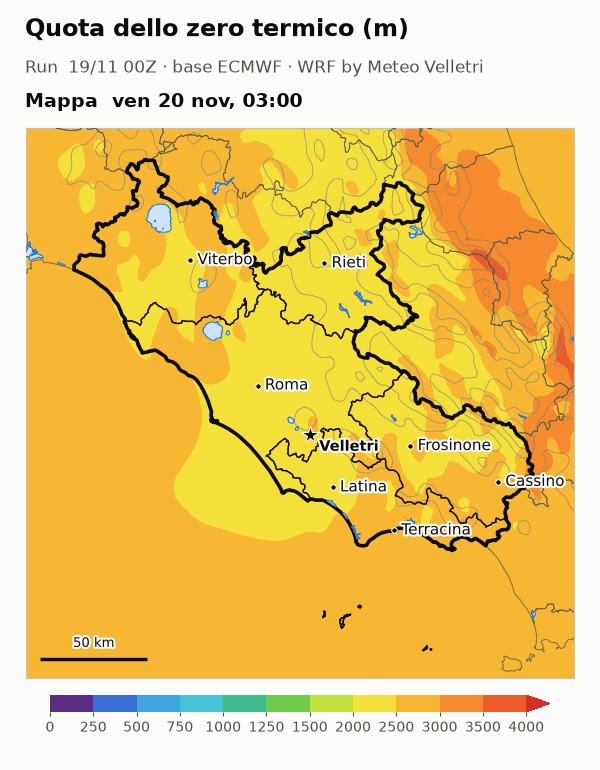 Quota dello zero termico (m)
Run  19/11 00Z · base ECMWF · WRF by Meteo Velletri
Mappa  ven 20 nov, 03:00
Viterbo
Rieti
Roma
Velletri
Frosinone
Cassino
Latina
Terracina
50 km
0 250 500 750 1000 1250 1500 2000 2500 3000 3500 4000